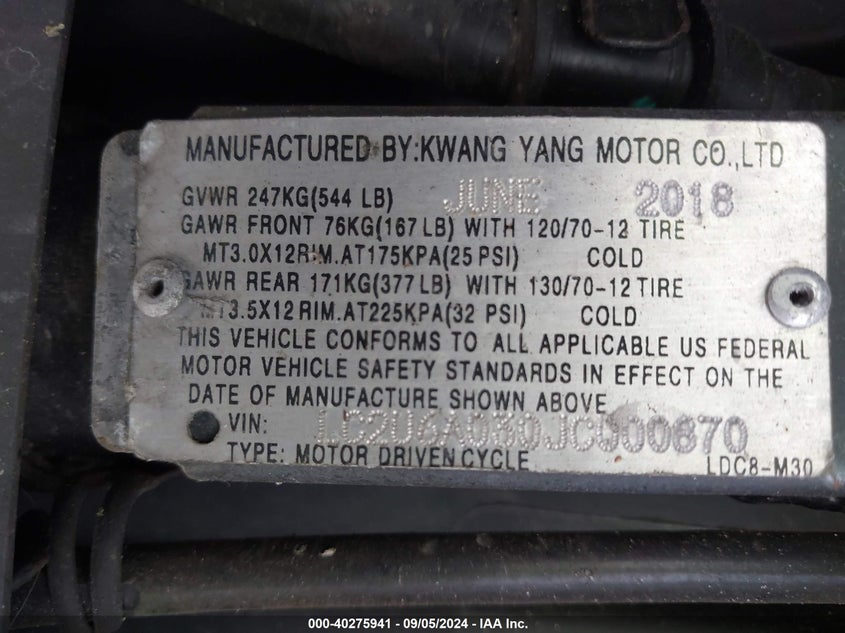 MANUFACTURED BY:KWANG YANG MOTOR CO.,LTD
GVWR 247KG(544 LB) JUNE 2018
GAWR FRONT 76KG(167 LB) WITH 120/70-12 TIRE
MT3.0X12RIM.AT175KPA(25 PSI) COLD
GAWR REAR 171KG(377 LB) WITH 130/70-12 TIRE
MT3.5X12 RIM.AT225KPA(32 PSI) COLD
THIS VEHICLE CONFORMS TO ALL APPLICABLE US FEDERAL
MOTOR VEHICLE SAFETY STANDARDS IN EFFECT ON THE
DATE OF MANUFACTURE SHOWN ABOVE
VIN:
TYPE: MOTOR DRIVEN CYCLE LDC8-M30
000-40275941 - 09/05/2024 - IAA Inc.